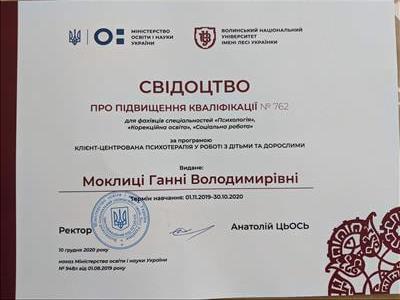 МІНІСТЕРСТВО
ОСВІТИ І НАУКИ
УКРАЇНИ
ВОЛИНСЬКИЙ НАЦІОНАЛЬНИЙ
УНІВЕРСИТЕТ
ІМЕНІ ЛЕСІ УКРАЇНКИ
СВІДОЦТВО
ПРО ПІДВИЩЕННЯ КВАЛІФІКАЦІЇ № 762
для фахівців спеціальностей «Психологія»,
«Корекційна освіта», «Соціальна робота»
за програмою
КЛІЄНТ-ЦЕНТРОВАНА ПСИХОТЕРАПІЯ У РОБОТІ З ДІТЬМИ ТА ДОРОСЛИМИ
Видане:
Моклиці Ганні Володимирівні
Термін навчання: 01.11.2019-30.10.2020
Ректор
Анатолій ЦЬОСЬ
10 грудня 2020 року
наказ Міністерства освіти і науки України
№ 948л від 01.08.2019 року